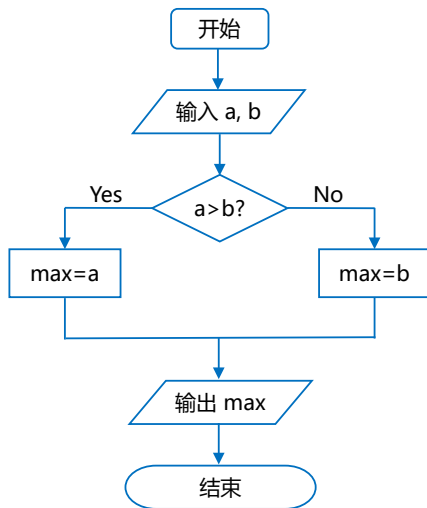 开始
输入 a, b
Yes
a>b?
No
max=a
max=b
输出 max
结束